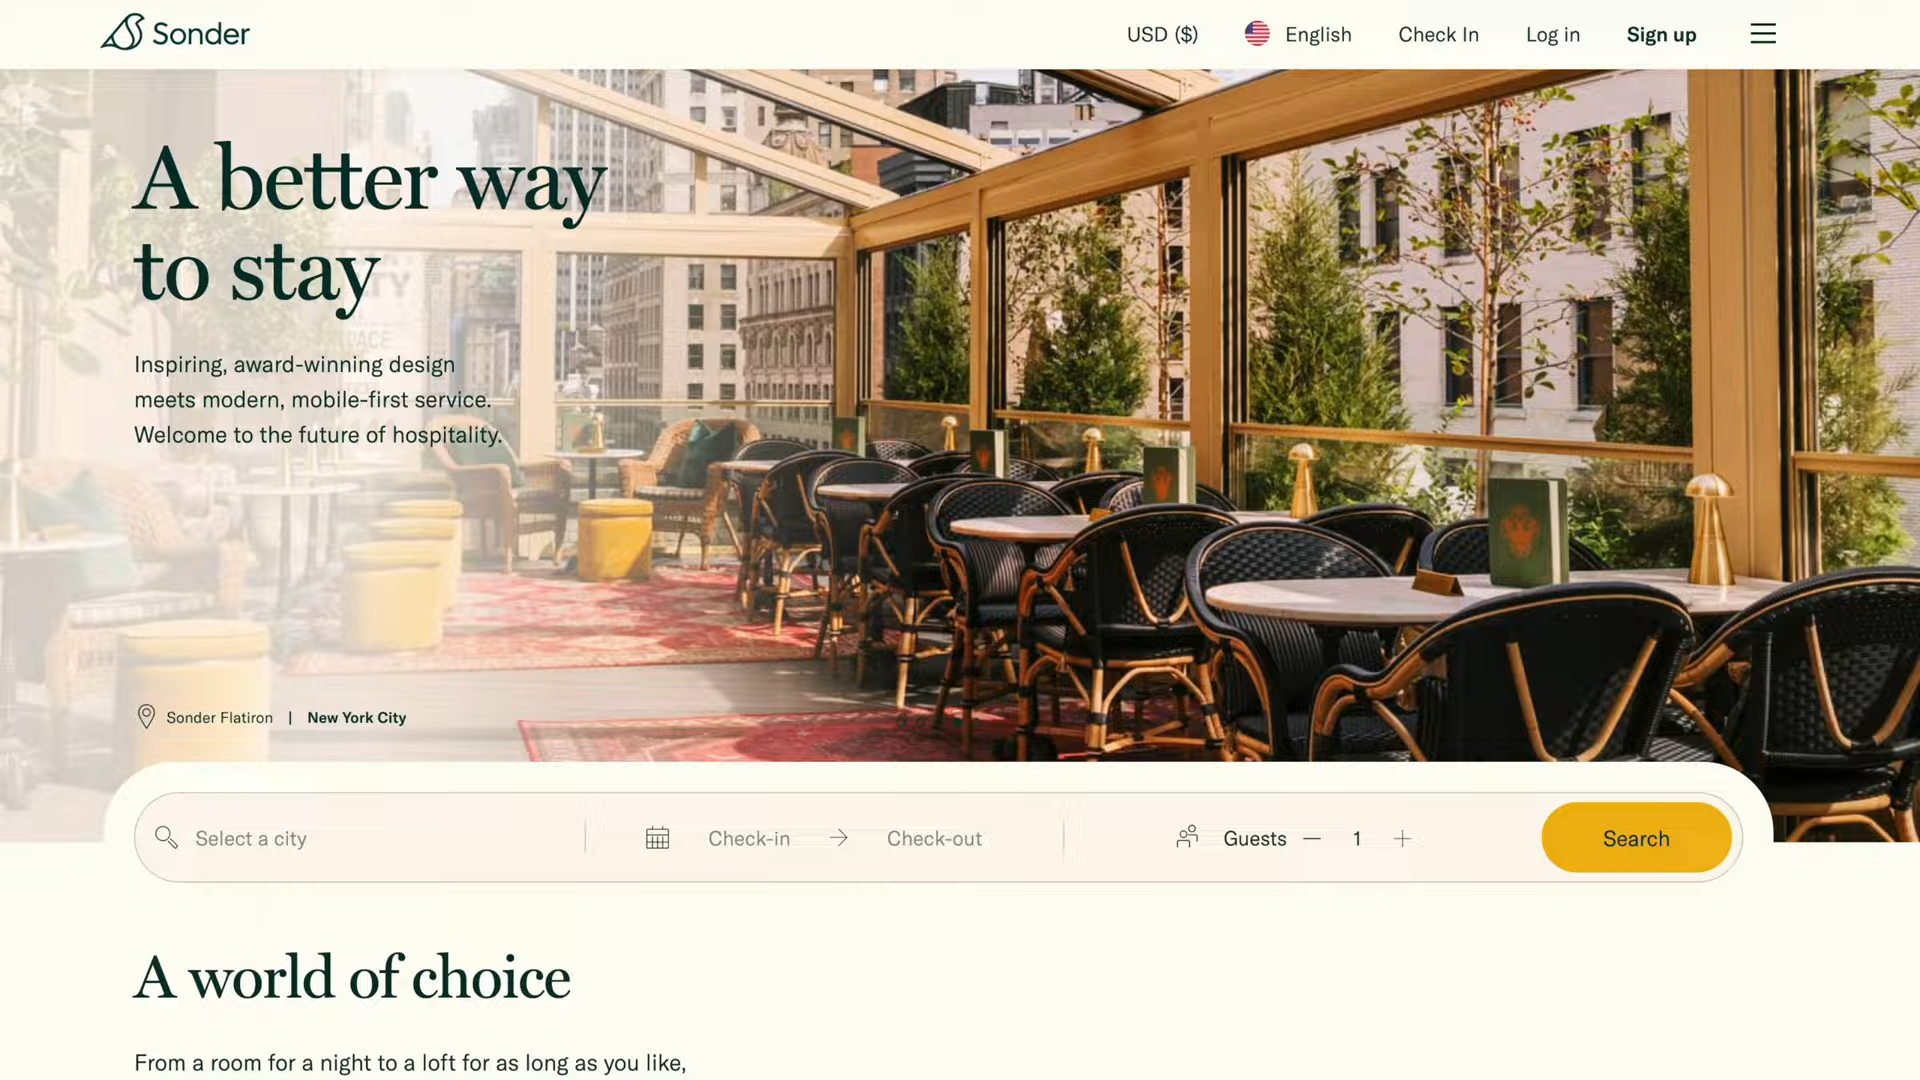 Sonder
USD ($)
English
Check In
Log in
Sign up
A better way
to stay
Inspiring, award-winning design
meets modern, mobile-first service.
Welcome to the future of hospitality.
Sonder Flatiron | New York City
Select a city
Check-in
Check-out
Guests
1
Search
A world of choice
From a room for a night to a loft for as long as you like,